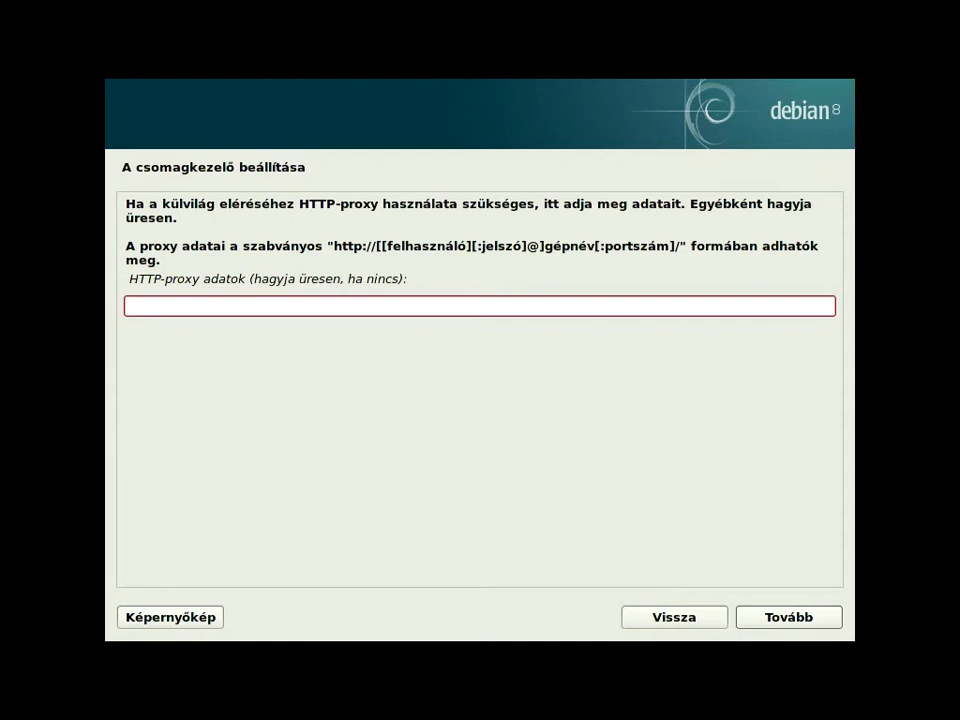 debian 8
A csomagkezelő beállítása
Ha a külvilág eléréséhez HTTP-proxy használata szükséges, itt adja meg adatait. Egyébként hagyja
üresen.
A proxy adatai a szabványos "http://[[felhasználó][:jelszó]@]gépnév[:portszám]/" formában adhatók
meg.
HTTP-proxy adatok (hagyja üresen, ha nincs):
Képernyőkép
Vissza
Tovább